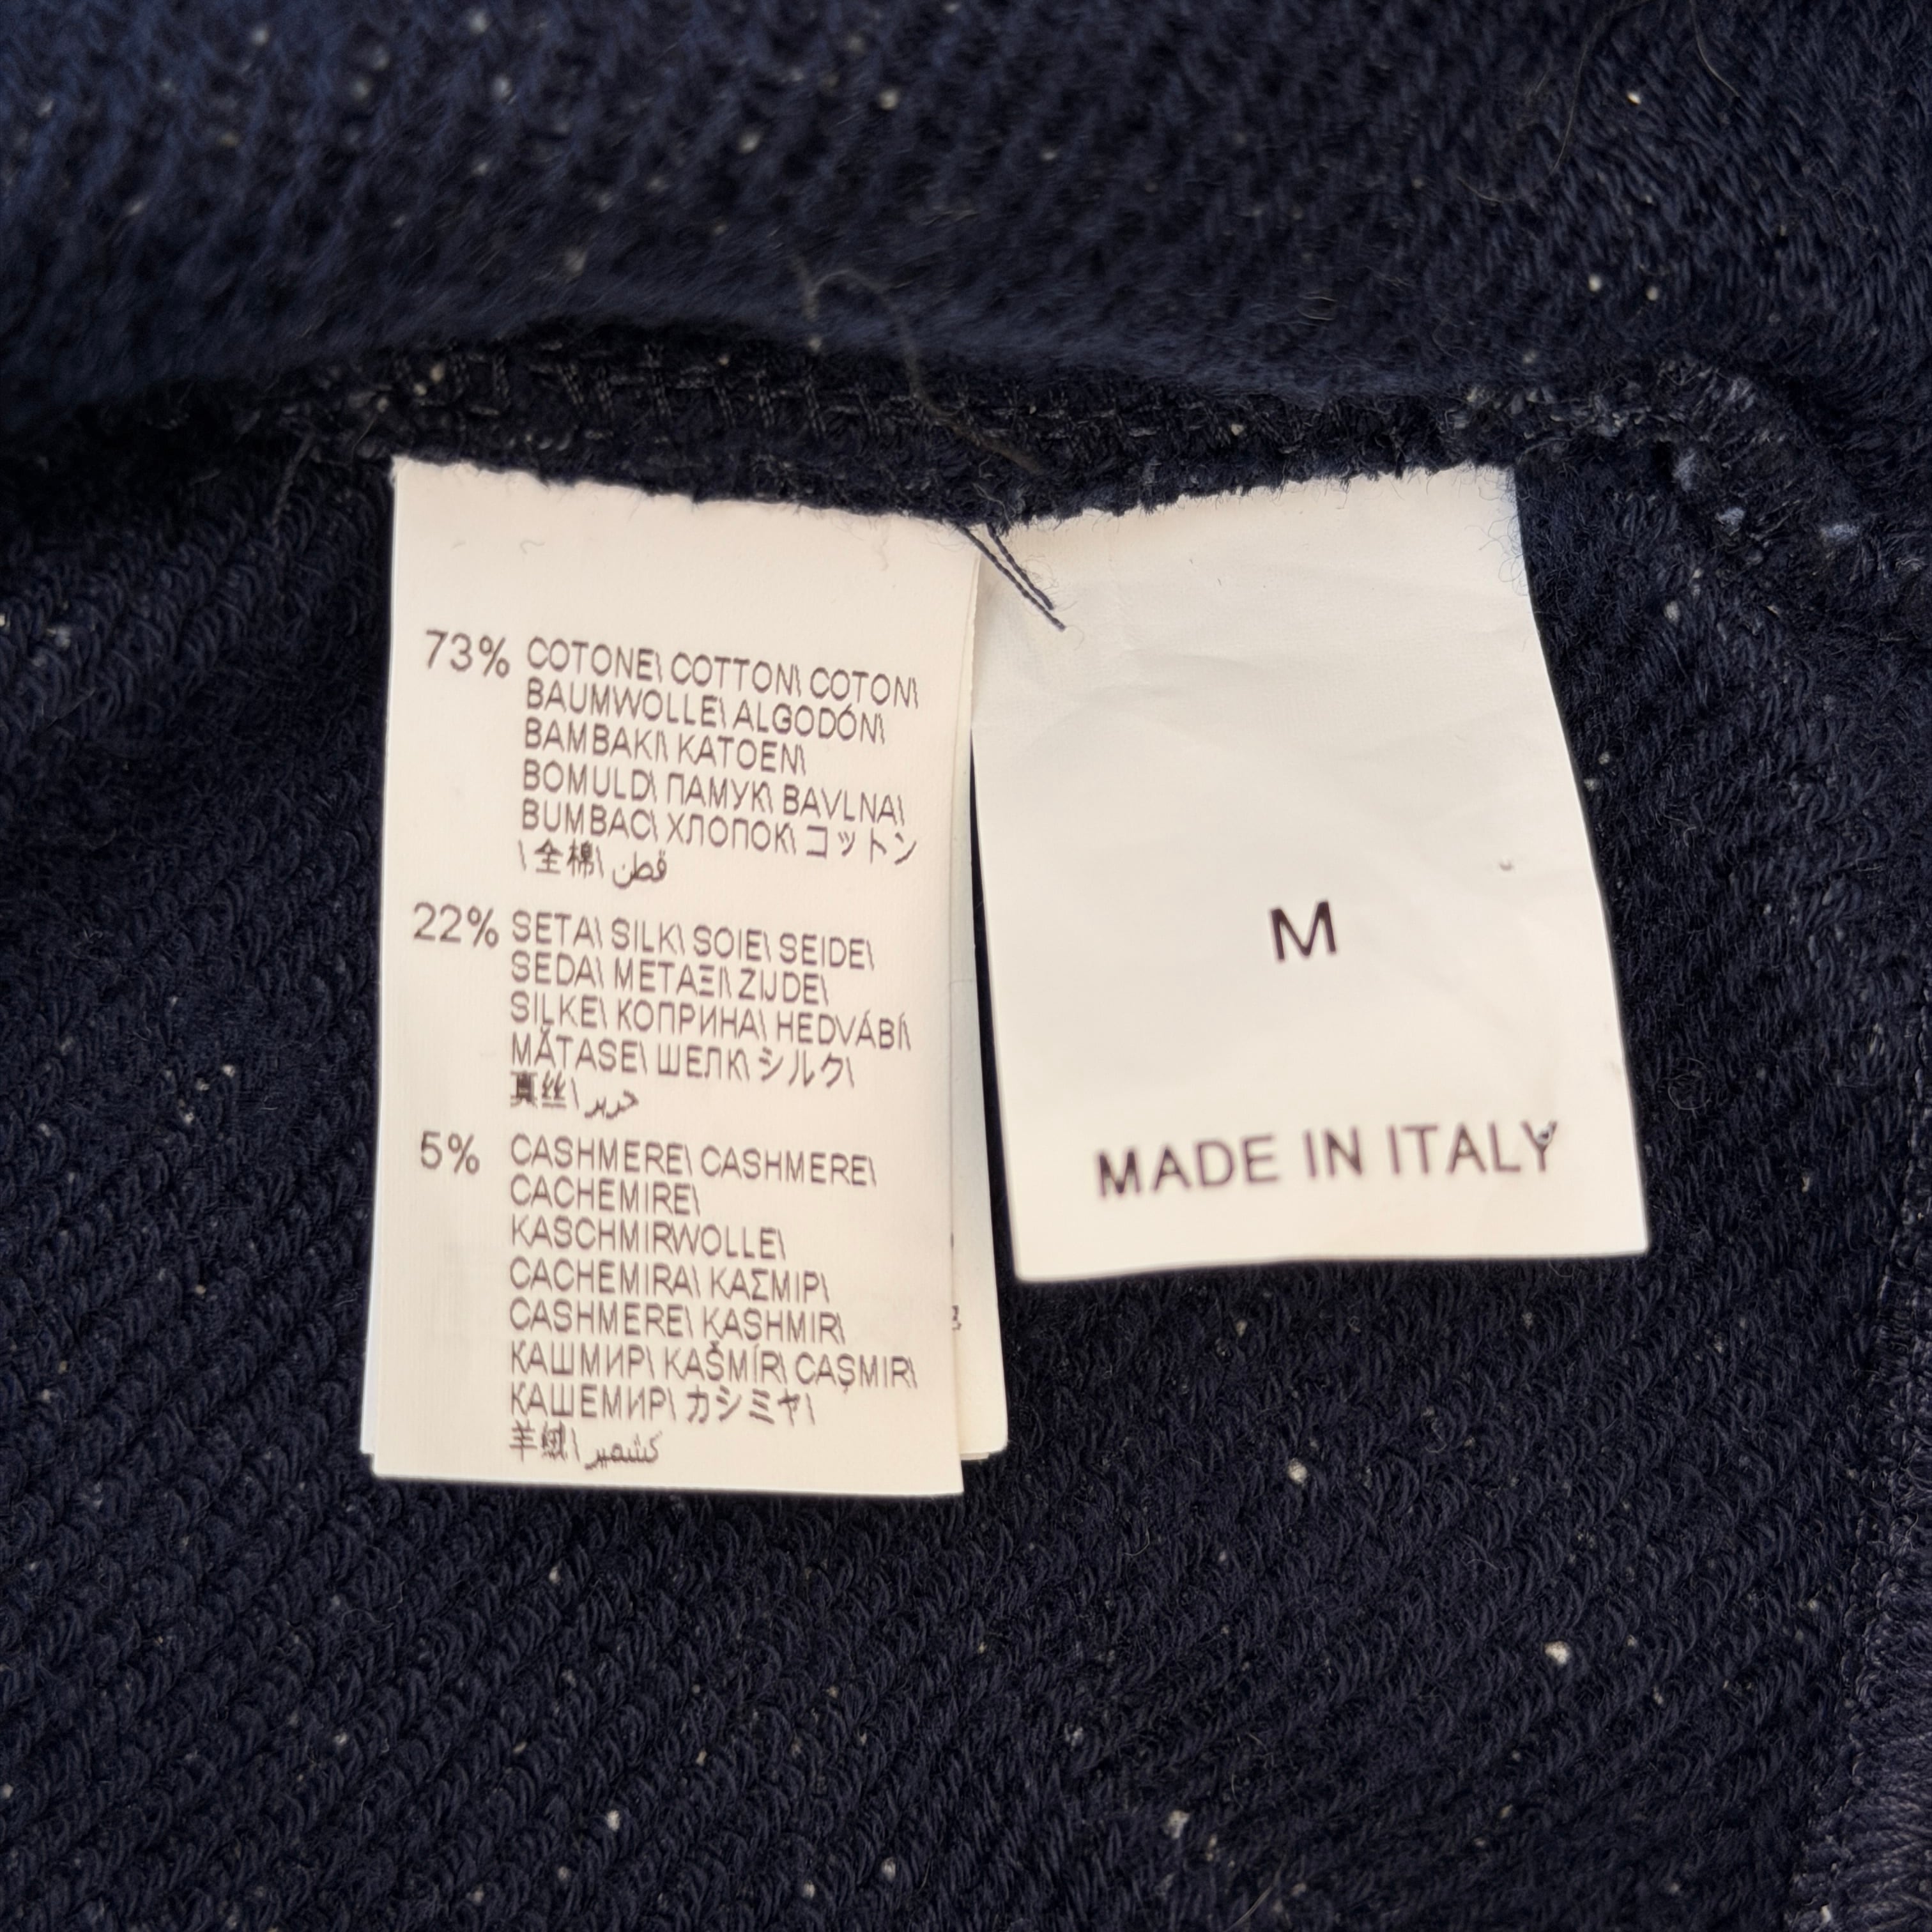 73% COTONE\ COTTON\ COTON\
BAUMWOLLE\ ALGODÓN\
BAMBAKI\ KATOEN\
BOMULD\ ПАМУК\ BAVLNA\
BUMBAC\ ХЛОПОК\ コットン
\ 全棉\ قطن
22% SETA\ SILK\ SOIE\ SEIDE\
SEDA\ ΜΕΤΑΞΙ\ ZIJDE\
SILKE\ КОПРИНА\ HEDVÁBÍ\
MĂTASE\ ШЕЛК\ シルク\
真丝\ حرير
5% CASHMERE\ CASHMERE\
CACHEMIRE\
KASCHMIRWOLLE\
CACHEMIRA\ ΚΑΣΜΙΡ\
CASHMERE\ KASHMIR\
КАШМИР\ KAŠMÍR\ CAŞMIR\
КАШЕМИР\ カシミヤ\
羊绒\ كشمير
M
MADE IN ITALY